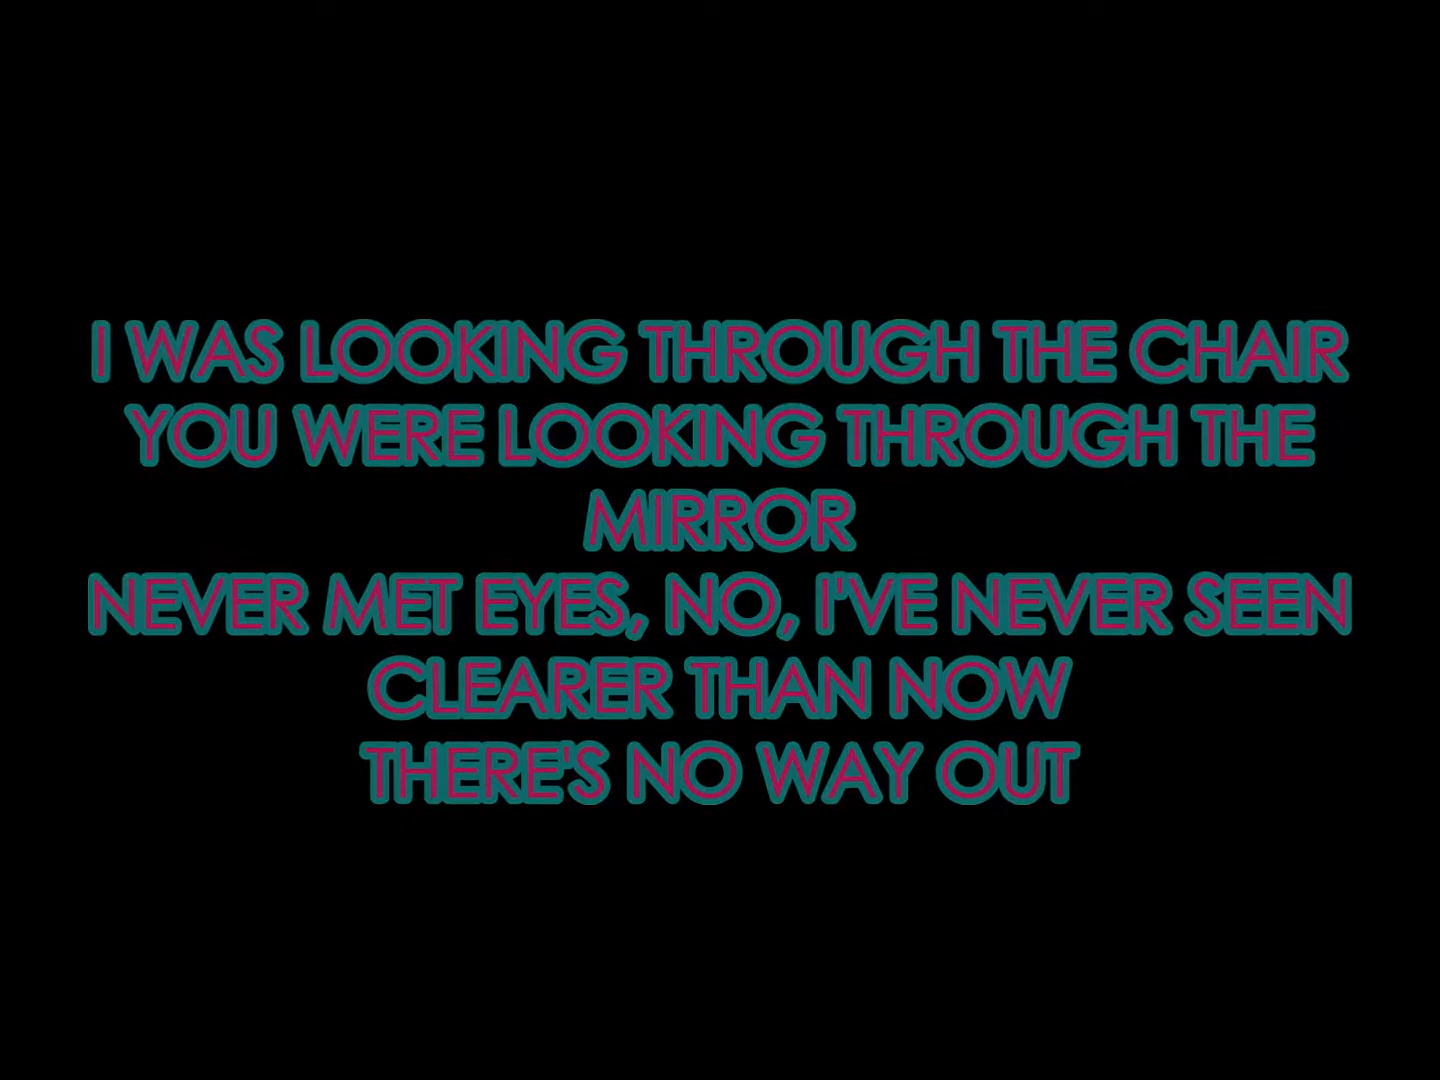 I WAS LOOKING THROUGH THE CHAIR
YOU WERE LOOKING THROUGH THE
MIRROR
NEVER MET EYES, NO, I'VE NEVER SEEN
CLEARER THAN NOW
THERE'S NO WAY OUT